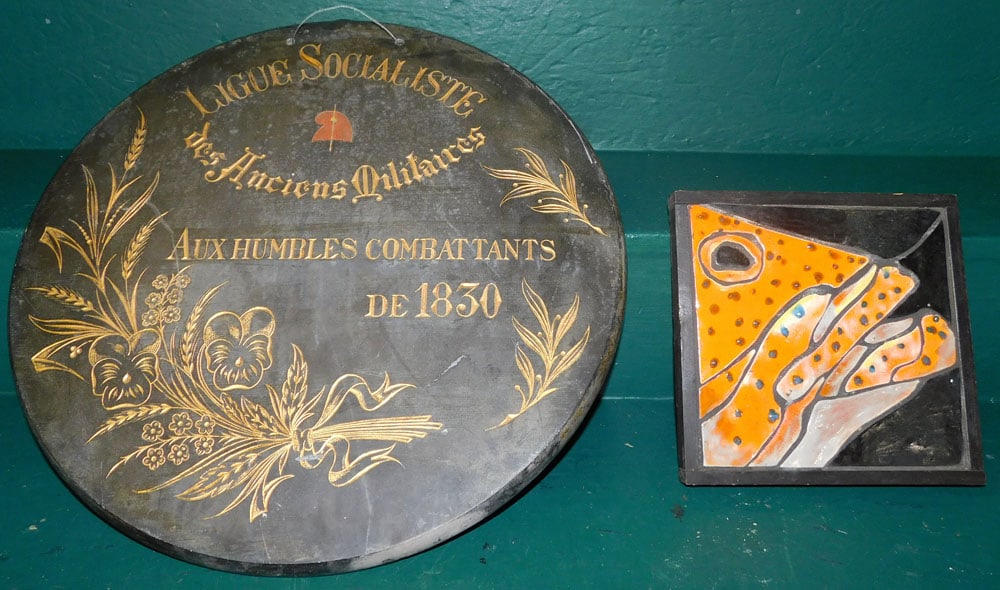 LIGUE SOCIALISTE
des Anciens Militaires
AUX HUMBLES COMBATTANTS
DE 1830